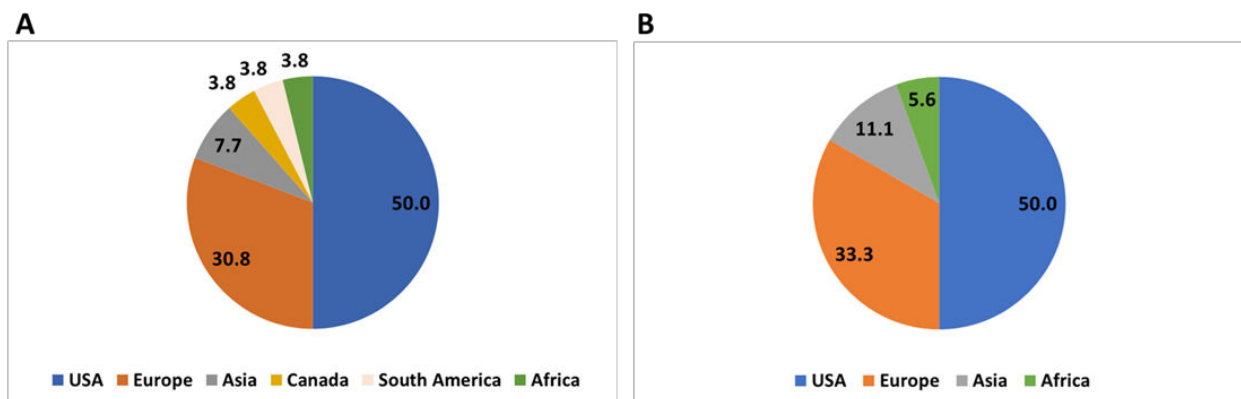 A
3.8
3.8
3.8
7.7
50.0
30.8
USA Europe Asia Canada South America Africa
B
5.6
11.1
50.0
33.3
USA Europe Asia Africa